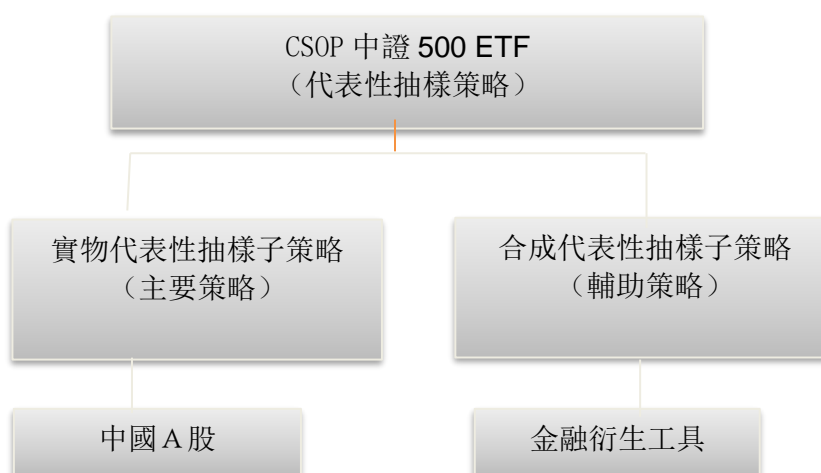 CSOP 中證 500 ETF
（代表性抽樣策略）
實物代表性抽樣子策略
（主要策略）
合成代表性抽樣子策略
（輔助策略）
中國A股
金融衍生工具